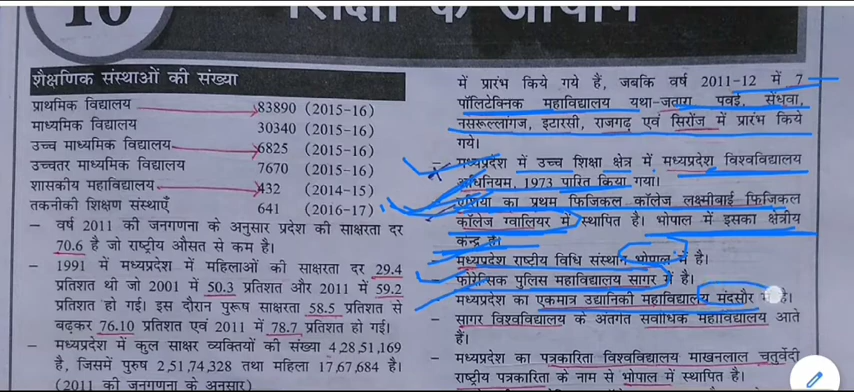 10
शिक्षा के आयाम
शैक्षणिक संस्थाओं की संख्या
प्राथमिक विद्यालय 83890 (2015-16)
माध्यमिक विद्यालय 30340 (2015-16)
उच्च माध्यमिक विद्यालय 6825 (2015-16)
उच्चतर माध्यमिक विद्यालय 7670 (2015-16)
शासकीय महाविद्यालय 432 (2014-15)
तकनीकी शिक्षण संस्थाएँ 641 (2016-17)
– वर्ष 2011 की जनगणना के अनुसार प्रदेश की साक्षरता दर
70.6 है जो राष्ट्रीय औसत से कम है।
– 1991 में मध्यप्रदेश में महिलाओं की साक्षरता दर 29.4
प्रतिशत थी जो 2001 में 50.3 प्रतिशत और 2011 में 59.2
प्रतिशत हो गई। इस दौरान पुरूष साक्षरता 58.5 प्रतिशत से
बढ़कर 76.10 प्रतिशत एवं 2011 में 78.7 प्रतिशत हो गई।
– मध्यप्रदेश में कुल साक्षर व्यक्तियों की संख्या 4,28,51,169
है, जिसमें पुरुष 2,51,74,328 तथा महिला 17,67,684 है।
(2011 की जनगणना के अनुसार)
में प्रारंभ किये गये हैं, जबकि वर्ष 2011-12 में 7
पॉलिटेक्निक महाविद्यालय यथा-जतारा पवई, सेंधवा,
नसरूल्लागंज, इटारसी, राजगढ़ एवं सिरोंज में प्रारंभ किये
गये।
– मध्यप्रदेश में उच्च शिक्षा क्षेत्र में मध्यप्रदेश विश्वविद्यालय
अधिनियम, 1973 पारित किया गया।
एशिया का प्रथम फिजिकल कॉलेज लक्ष्मीबाई फिजिकल
कॉलेज ग्वालियर में स्थापित है। भोपाल में इसका क्षेत्रीय
केन्द्र है।
मध्यप्रदेश राष्ट्रीय विधि संस्थान भोपाल में है।
फोरेन्सिक पुलिस महाविद्यालय सागर में है।
मध्यप्रदेश का एकमात्र उद्यानिकी महाविद्यालय मंदसौर में है।
– सागर विश्वविद्यालय के अंतर्गत सर्वाधिक महाविद्यालय आते
हैं।
– मध्यप्रदेश का पत्रकारिता विश्वविद्यालय माखनलाल चतुर्वेदी
राष्ट्रीय पत्रकारिता के नाम से भोपाल में स्थापित है।